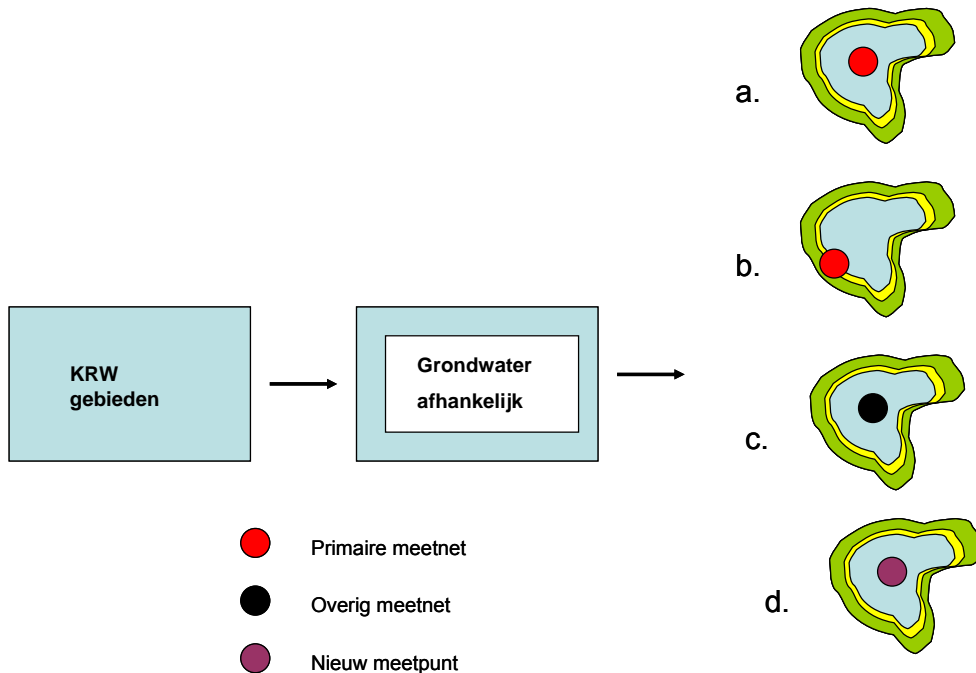 a.
b.
KRW
gebieden
Grondwater
afhankelijk
c.
d.
Primaire meetnet
Overig meetnet
Nieuw meetpunt